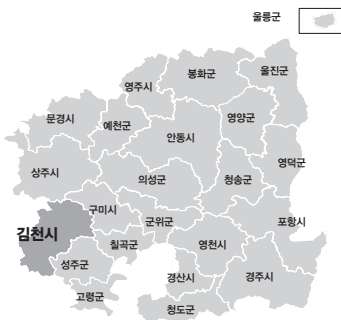 울릉군
봉화군
울진군
영주시
문경시
예천군
영양군
안동시
상주시
의성군
청송군
영덕군
구미시
군위군
포항시
김천시
칠곡군
영천시
성주군
경산시
경주시
고령군
청도군